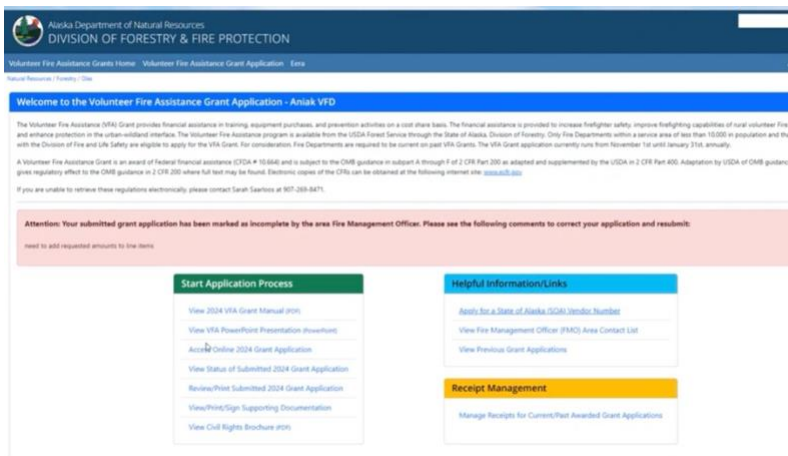 Alaska Department of Natural Resources
DIVISION OF FORESTRY & FIRE PROTECTION
Volunteer Fire Assistance Grants Home Volunteer Fire Assistance Grant Application Eera
Natural Resources / Forestry /
Welcome to the Volunteer Fire Assistance Grant Application - Aniak VFD
The Volunteer Fire Assistance (VFA) Grant provides financial assistance in training, equipment purchases, and prevention activities on a cost share basis. The financial assistance is provided to increase firefighter safety, improve firefighting capabilities of rural volunteer Fire
and enhance protection in the urban-wildland interface. The Volunteer Fire Assistance program is available from the USDA Forest Service through the State of Alaska, Division of Forestry. Only Fire Departments within a service area of less than 10,000 in population and th
with the Division of Fire and Life Safety are eligible to apply for the VFA Grant. For consideration, Fire Departments are required to be current on past VFA Grants. The VFA Grant application currently runs from November 1st until January 31st, annually.
A Volunteer Fire Assistance Grant is an award of Federal financial assistance (CFDA # 10.664) and is subject to the OMB guidance in subpart A through F of 2 CFR Part 200 as adapted and supplemented by the USDA in 2 CFR Part 400. Adaptation by USDA of OMB guidanc
gives regulatory effect to the OMB guidance in 2 CFR 200 where full text may be found. Electronic copies of the CFRs can be obtained at the following internet site: www.ecfr.gov
If you are unable to retrieve these regulations electronically, please contact Sarah Saarloos at 907-269-8471.
Attention: Your submitted grant application has been marked as incomplete by the area Fire Management Officer. Please see the following comments to correct your application and resubmit:
need to add requested amounts to line items
Start Application Process
View 2024 VFA Grant Manual (PDF)
View VFA PowerPoint Presentation (PowerPoint)
Access Online 2024 Grant Application
View Status of Submitted 2024 Grant Application
Review/Print Submitted 2024 Grant Application
View/Print/Sign Supporting Documentation
View Civil Rights Brochure (PDF)
Helpful Information/Links
Apply for a State of Alaska (SOA) Vendor Number
View Fire Management Officer (FMO) Area Contact List
View Previous Grant Applications
Receipt Management
Manage Receipts for Current/Past Awarded Grant Applications